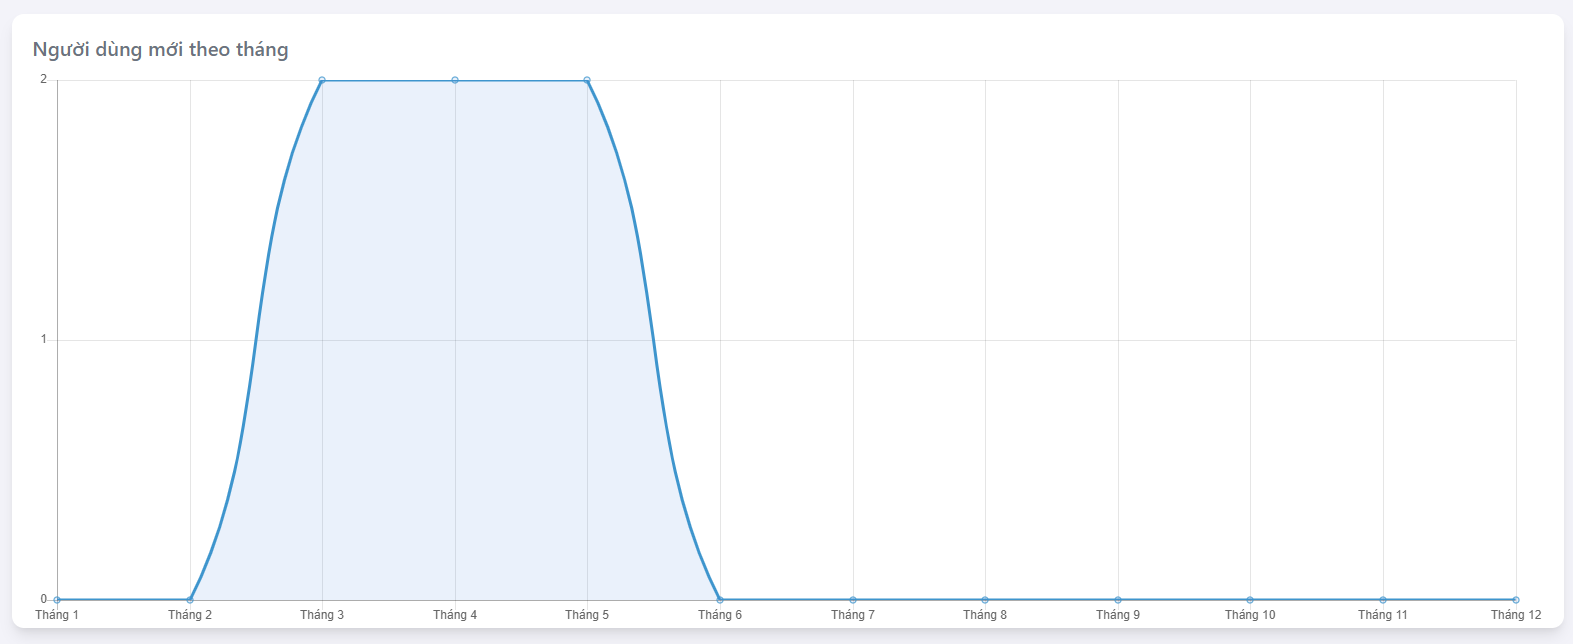 Người dùng mới theo tháng
2
1
0
Tháng 1 Tháng 2 Tháng 3 Tháng 4 Tháng 5 Tháng 6 Tháng 7 Tháng 8 Tháng 9 Tháng 10 Tháng 11 Tháng 12